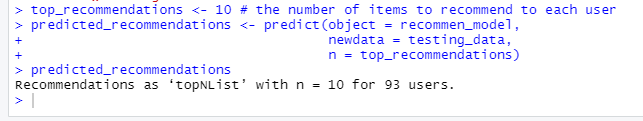 > top_recommendations <- 10 # the number of items to recommend to each user
> predicted_recommendations <- predict(object = recommen_model,
+                                      newdata = testing_data,
+                                      n = top_recommendations)
> predicted_recommendations
Recommendations as ‘topNList’ with n = 10 for 93 users.
>